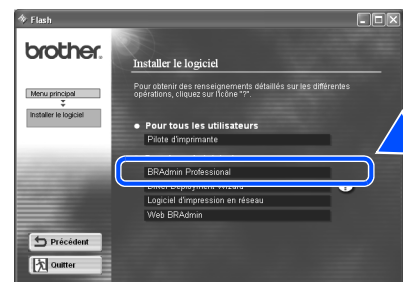 Flash
brother.
Installer le logiciel
Pour obtenir des renseignements détaillés sur les différentes
opérations, cliquez sur l'icône "?".
Menu principal
Installer le logiciel
Pour tous les utilisateurs
Pilote d'imprimante
BRAdmin Professional
Deployment Wizard
Logiciel d'impression en réseau
Web BRAdmin
Précédent
Quitter